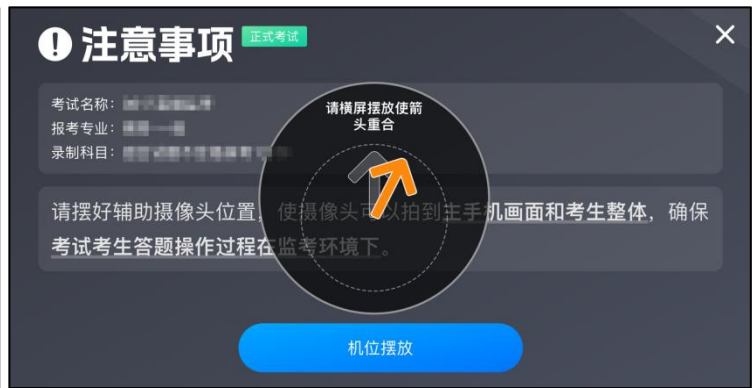 注意事项 正式考试
考试名称:
报考专业:
录制科目:
请横屏摆放使箭
头重合
请摆好辅助摄像头位置，使摄像头可以拍到主手机画面和考生整体，确保
考试考生答题操作过程在监考环境下。
机位摆放